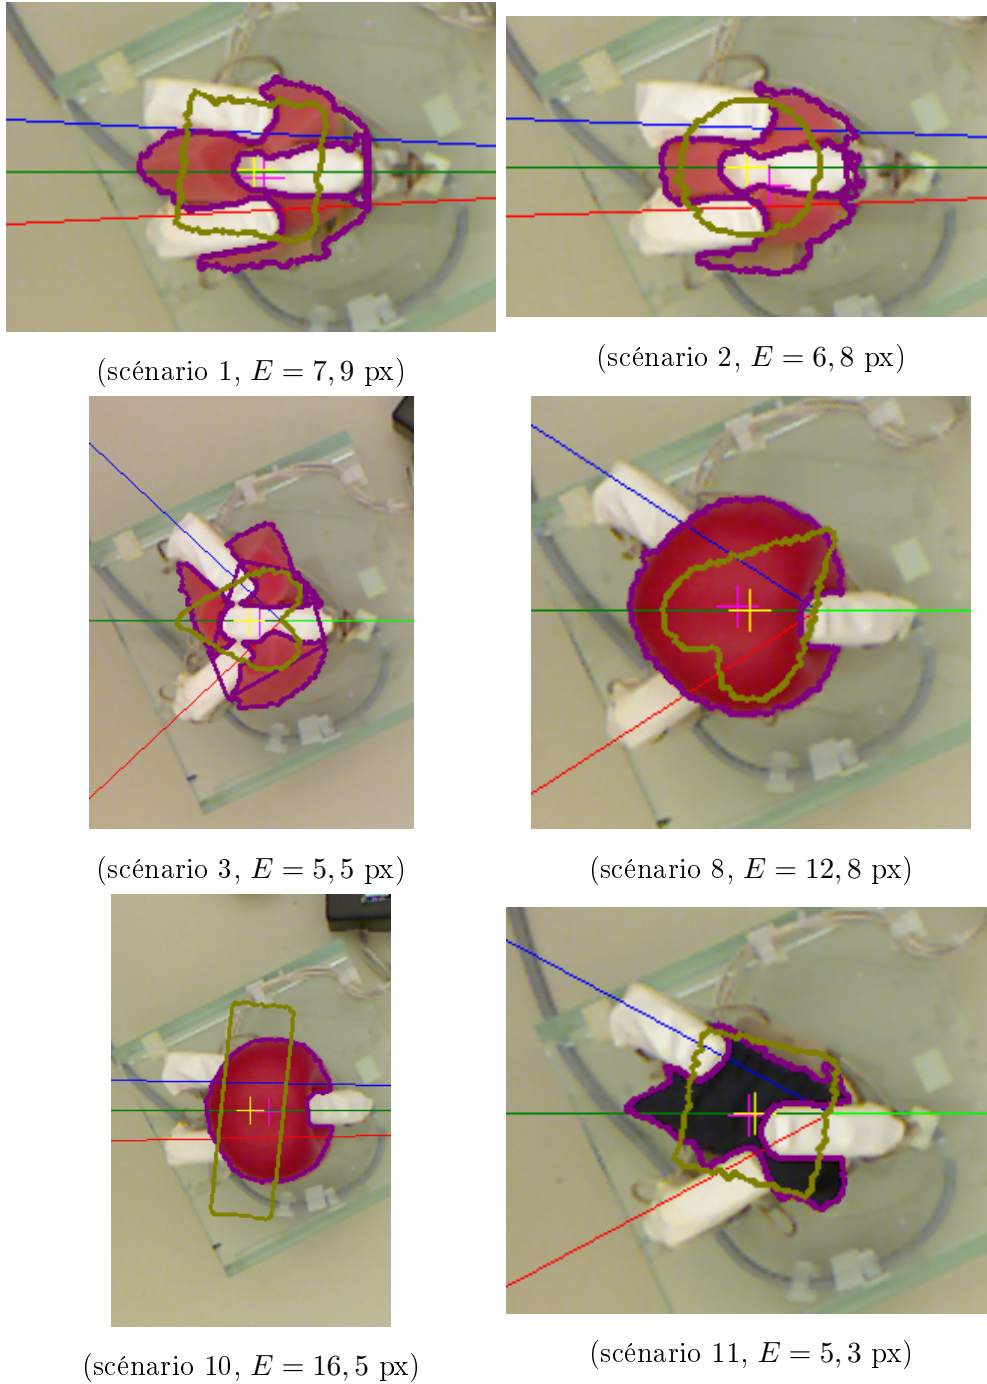 (scénario 1, E = 7,9 px)
(scénario 2, E = 6,8 px)
(scénario 3, E = 5,5 px)
(scénario 8, E = 12,8 px)
(scénario 10, E = 16,5 px)
(scénario 11, E = 5,3 px)